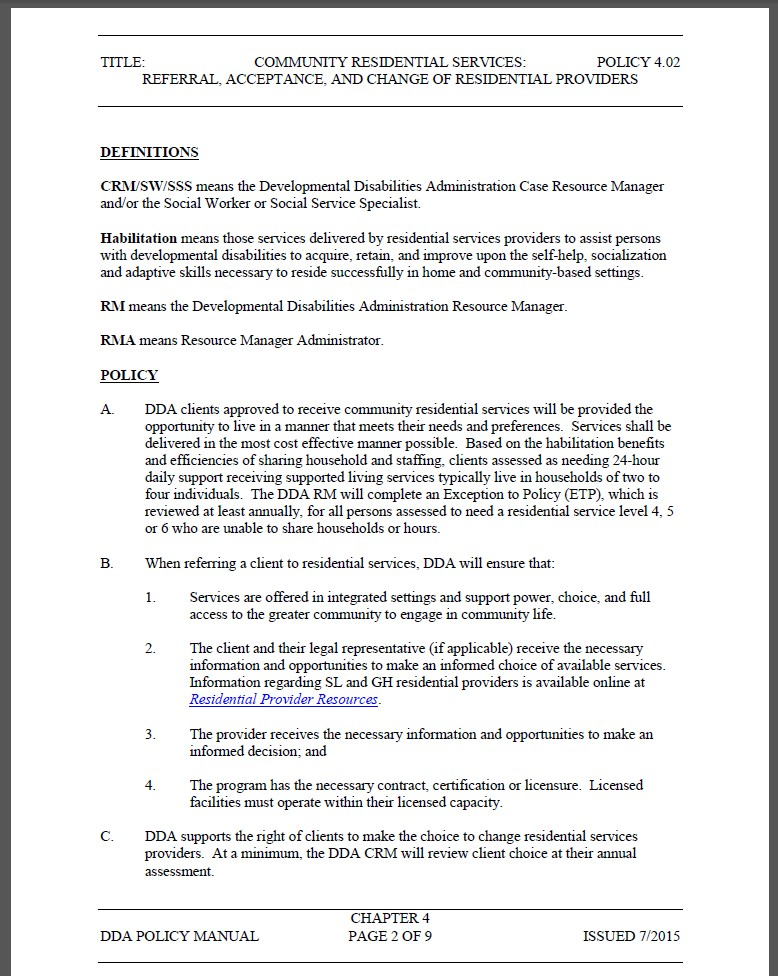 TITLE: COMMUNITY RESIDENTIAL SERVICES: POLICY 4.02
REFERRAL, ACCEPTANCE, AND CHANGE OF RESIDENTIAL PROVIDERS
DEFINITIONS
CRM/SW/SSS means the Developmental Disabilities Administration Case Resource Manager
and/or the Social Worker or Social Service Specialist.
Habilitation means those services delivered by residential services providers to assist persons
with developmental disabilities to acquire, retain, and improve upon the self-help, socialization
and adaptive skills necessary to reside successfully in home and community-based settings.
RM means the Developmental Disabilities Administration Resource Manager.
RMA means Resource Manager Administrator.
POLICY
A. DDA clients approved to receive community residential services will be provided the
opportunity to live in a manner that meets their needs and preferences. Services shall be
delivered in the most cost effective manner possible. Based on the habilitation benefits
and efficiencies of sharing household and staffing, clients assessed as needing 24-hour
daily support receiving supported living services typically live in households of two to
four individuals. The DDA RM will complete an Exception to Policy (ETP), which is
reviewed at least annually, for all persons assessed to need a residential service level 4, 5
or 6 who are unable to share households or hours.
B. When referring a client to residential services, DDA will ensure that:
1. Services are offered in integrated settings and support power, choice, and full
access to the greater community to engage in community life.
2. The client and their legal representative (if applicable) receive the necessary
information and opportunities to make an informed choice of available services.
Information regarding SL and GH residential providers is available online at
Residential Provider Resources.
3. The provider receives the necessary information and opportunities to make an
informed decision; and
4. The program has the necessary contract, certification or licensure. Licensed
facilities must operate within their licensed capacity.
C. DDA supports the right of clients to make the choice to change residential services
providers. At a minimum, the DDA CRM will review client choice at their annual
assessment.
CHAPTER 4
DDA POLICY MANUAL PAGE 2 OF 9 ISSUED 7/2015